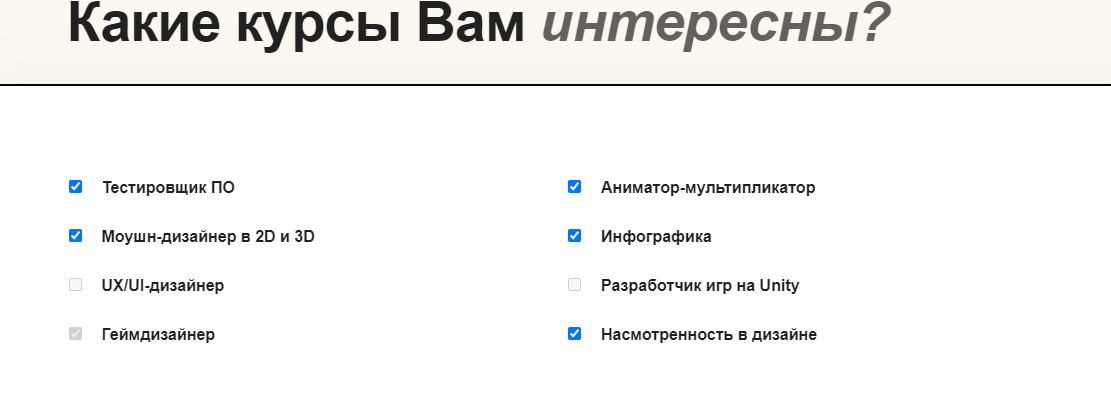 Какие курсы Вам интересны?
Тестировщик ПО
Моушн-дизайнер в 2D и 3D
UX/UI-дизайнер
Геймдизайнер
Аниматор-мультипликатор
Инфографика
Разработчик игр на Unity
Насмотренность в дизайне